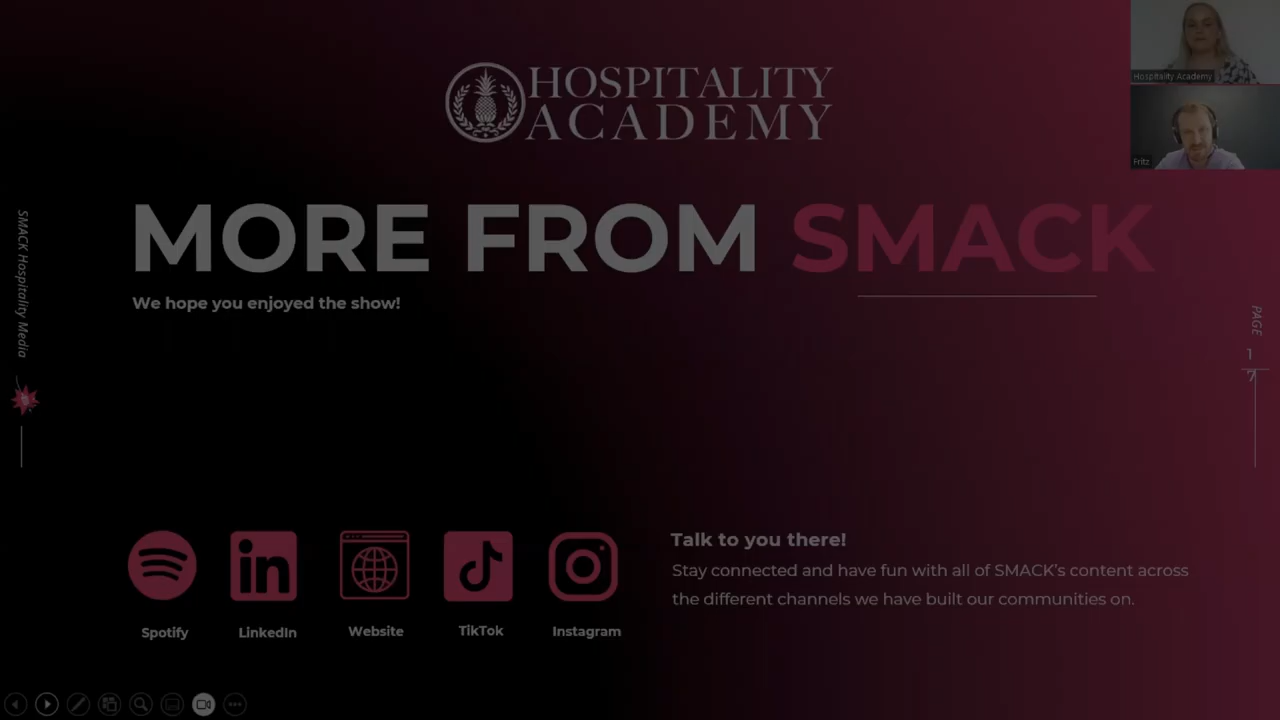 HOSPITALITY
ACADEMY
Hospitality Academy
Fritz
MORE FROM SMACK
We hope you enjoyed the show!
SMACK Hospitality Media
PAGE
1
7
Talk to you there!
Stay connected and have fun with all of SMACK's content across
the different channels we have built our communities on.
in
Spotify
LinkedIn
Website
TikTok
Instagram